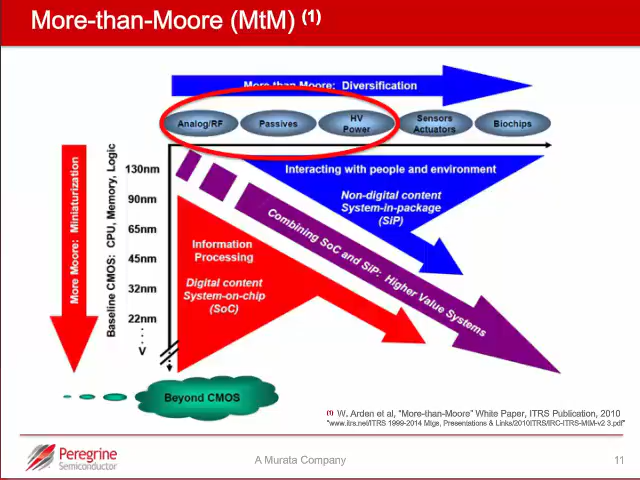 More-than-Moore (MtM) (1)
More than Moore: Diversification
Analog/RF
Passives
HV
Power
Sensors
Actuators
Biochips
More Moore: Miniaturization
Baseline CMOS: CPU, Memory, Logic
130nm
90nm
65nm
45nm
32nm
22nm
V
Interacting with people and environment
Non-digital content
System-in-package
(SiP)
Combining SoC and SiP: Higher Value Systems
Information
Processing
Digital content
System-on-chip
(SoC)
Beyond CMOS
(1) W. Arden et al, "More-than-Moore" White Paper, ITRS Publication, 2010
"www.itrs.net/ITRS 1999-2014 Mtgs, Presentations & Links/2010ITRS/IRC-ITRS-MtM-v2 3.pdf"
Peregrine
Semiconductor
A Murata Company
11